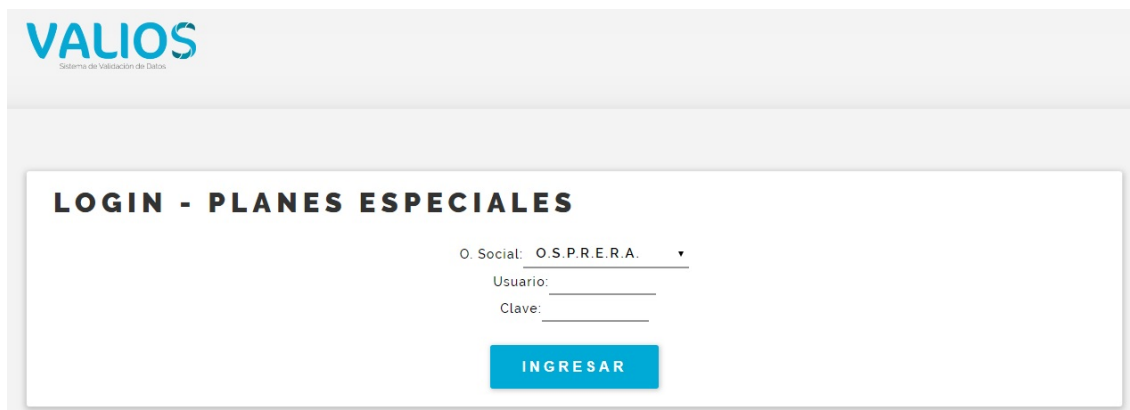 VALIOS
Sistema de Validación de Datos
LOGIN - PLANES ESPECIALES
O. Social: O.S.P.R.E.R.A.
Usuario:
Clave:
INGRESAR